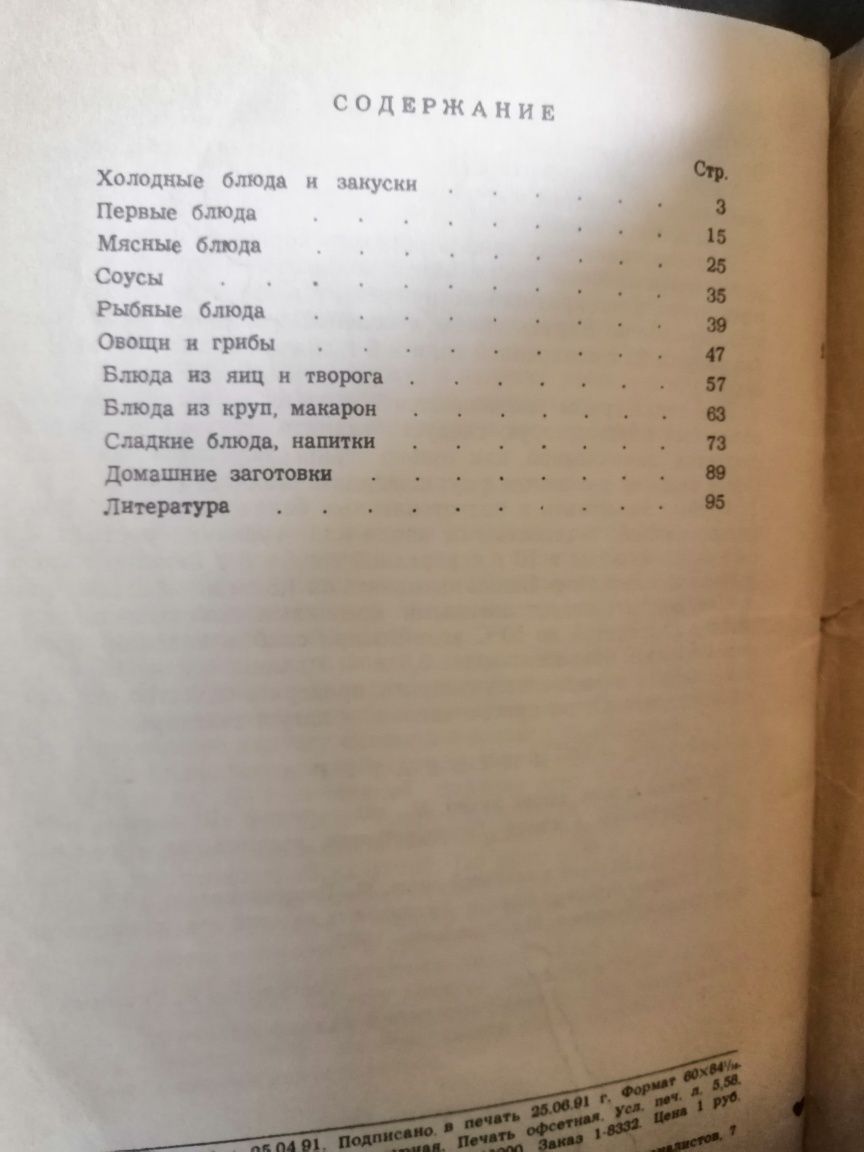 СОДЕРЖАНИЕ
Стр.
Холодные блюда и закуски . . . . . . 3
Первые блюда . . . . . . . . 15
Мясные блюда . . . . . . . . 25
Соусы . . . . . . . . . . 35
Рыбные блюда . . . . . . . . 39
Овощи и грибы . . . . . . . . 47
Блюда из яиц и творога . . . . . . 57
Блюда из круп, макарон . . . . . . 63
Сладкие блюда, напитки . . . . . . 73
Домашние заготовки . . . . . . . 89
Литература . . . . . . . . . 95
25.04.91. Подписано в печать 25.06.91 г. Формат 60×84¹/₁₆.
Печать офсетная. Усл. печ. л. 5,58.
Заказ 1-8332. Цена 1 руб.
7